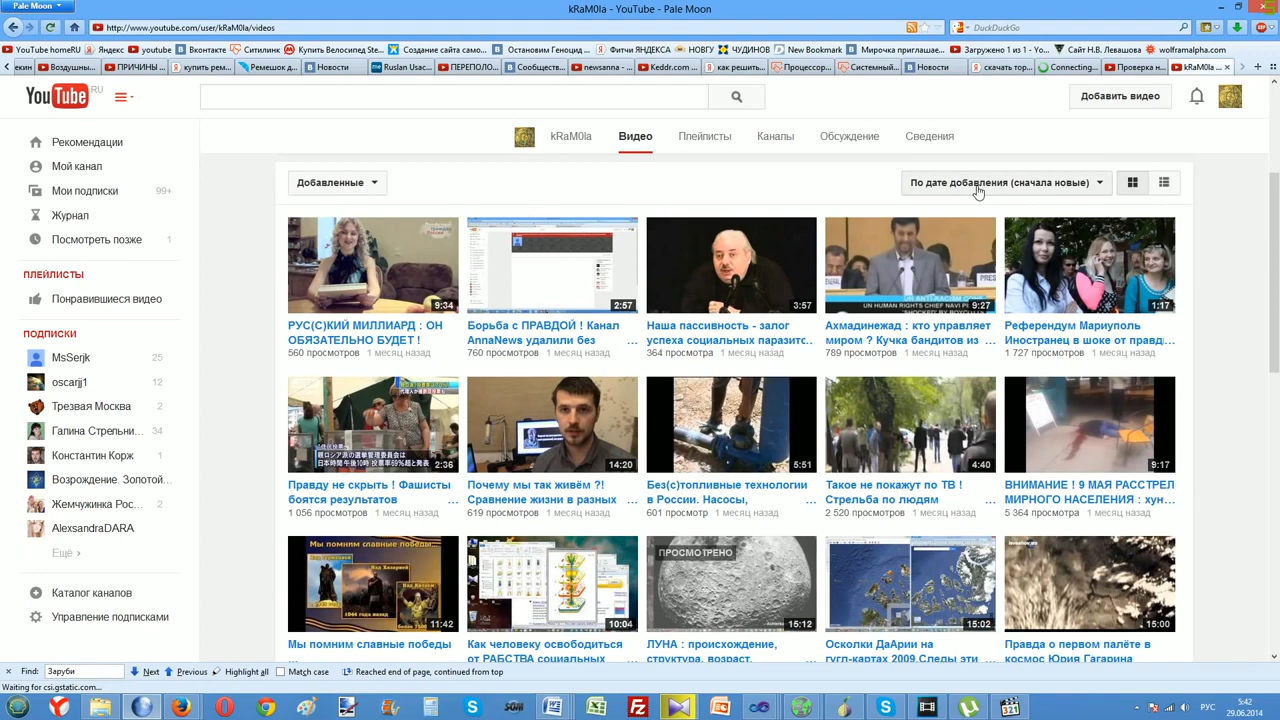 Pale Moon
kRaM0la - YouTube - Pale Moon
http://www.youtube.com/user/kRaM0la/videos
DuckDuckGo
YouTube homeRU
Яндекс
youtube
Вконтакте
Ситилинк
Купить Велосипед Ste...
Создание сайта само...
Остановим Геноцид ...
Фитчи ЯНДЕКСА
НОВГУ
ЧУДИНОВ
New Bookmark
Мирочка приглашае...
Загружено 1 из 1 - Yo...
Сайт Н.В. Левашова
wolframalpha.com
Воздушны...
ПРИЧИНЫ ...
купить рем...
Ремешок д...
Новости
Ruslan Usac...
ПЕРЕПОЛО...
Сообществ...
newsanna - ...
Keddr.com ...
как решить...
Процессор...
Системный...
Новости
скачать тор...
Connecting...
Проверка н...
kRaM0la ...
YouTube RU
Добавить видео
kRaM0la
Видео
Плейлисты
Каналы
Обсуждение
Сведения
Рекомендации
Мой канал
Мои подписки 99+
Журнал
Посмотреть позже 1
ПЛЕЙЛИСТЫ
Понравившиеся видео
ПОДПИСКИ
MsSerjk 25
oscarjj1 12
Трезвая Москва 2
Галина Стрельни... 34
Константин Корж 2
Возрождение. Золотой...
Жемчужинка Рос... 2
AlexsandraDARA
Ещё ›
Каталог каналов
Управление подписками
Добавленные
По дате добавления (сначала новые)
9:34
РУС(С)КИЙ МИЛЛИАРД : ОН
ОБЯЗАТЕЛЬНО БУДЕТ !
560 просмотров 1 месяц назад
2:57
Борьба с ПРАВДОЙ ! Канал
AnnaNews удалили без ...
760 просмотров 1 месяц назад
3:57
Наша пассивность - залог
успеха социальных паразитс...
364 просмотра 1 месяц назад
UN HUMAN RIGHTS CHIEF NAVI PI
9:27
Ахмадинежад : кто управляет
миром ? Кучка бандитов из ...
789 просмотров 1 месяц назад
1:17
Референдум Мариуполь
Иностранец в шоке от правд...
1 727 просмотров 1 месяц назад
2:36
Правду не скрыть ! Фашисты
боятся результатов ...
1 056 просмотров 1 месяц назад
14:20
Почему мы так живём ?!
Сравнение жизни в разных ...
619 просмотров 1 месяц назад
5:51
Без(с)топливные технологии
в России. Насосы, ...
601 просмотр 1 месяц назад
4:40
Такое не покажут по ТВ !
Стрельба по людям
2 520 просмотров 1 месяц назад
9:17
ВНИМАНИЕ ! 9 МАЯ РАССТРЕЛ
МИРНОГО НАСЕЛЕНИЯ : хун...
5 364 просмотра 1 месяц назад
Мы помним славные победы...
Над Хазарией
11:42
Мы помним славные победы
10:04
Как человеку освободиться
от РАБСТВА социальных
ПРОСМОТРЕНО
15:12
ЛУНА : происхождение,
структура, возраст.
15:02
Осколки ДаАрии на
гугл-картах 2009.Следы эти
15:00
Правда о первом палёте в
космос Юрия Гагарина
Find: Заруби
Next
Previous
Highlight all
Match case
Reached end of page, continued from top
Waiting for csi.gstatic.com...
РУС
5:42
29.06.2014